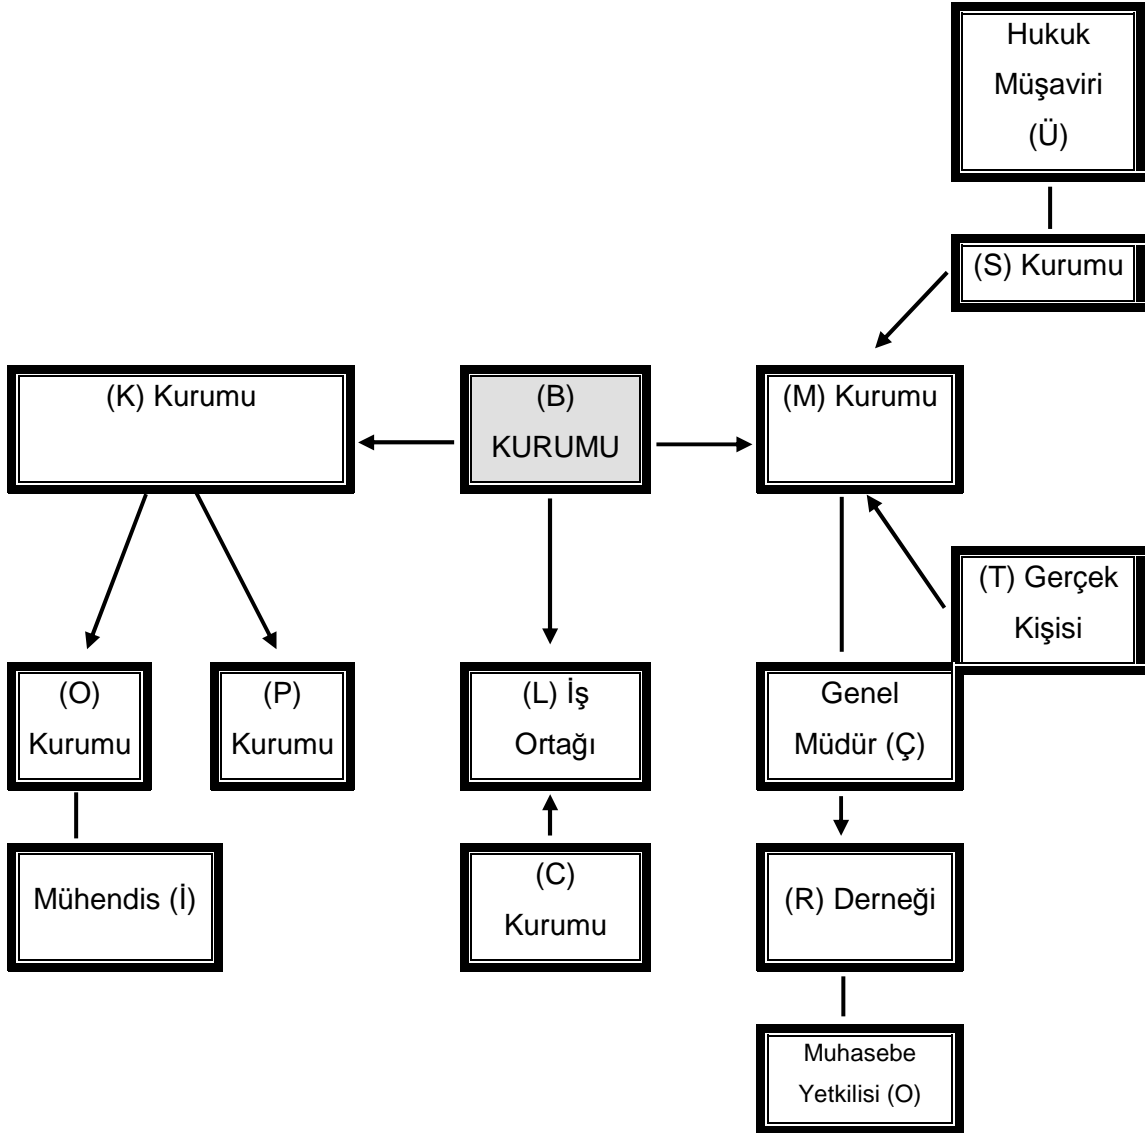 Hukuk
Müşaviri
(Ü)
(S) Kurumu
(K) Kurumu
(B)
KURUMU
(M) Kurumu
(T) Gerçek
Kişisi
(O)
Kurumu
(P)
Kurumu
(L) İş
Ortağı
Genel
Müdür (Ç)
Mühendis (İ)
(C)
Kurumu
(R) Derneği
Muhasebe
Yetkilisi (O)